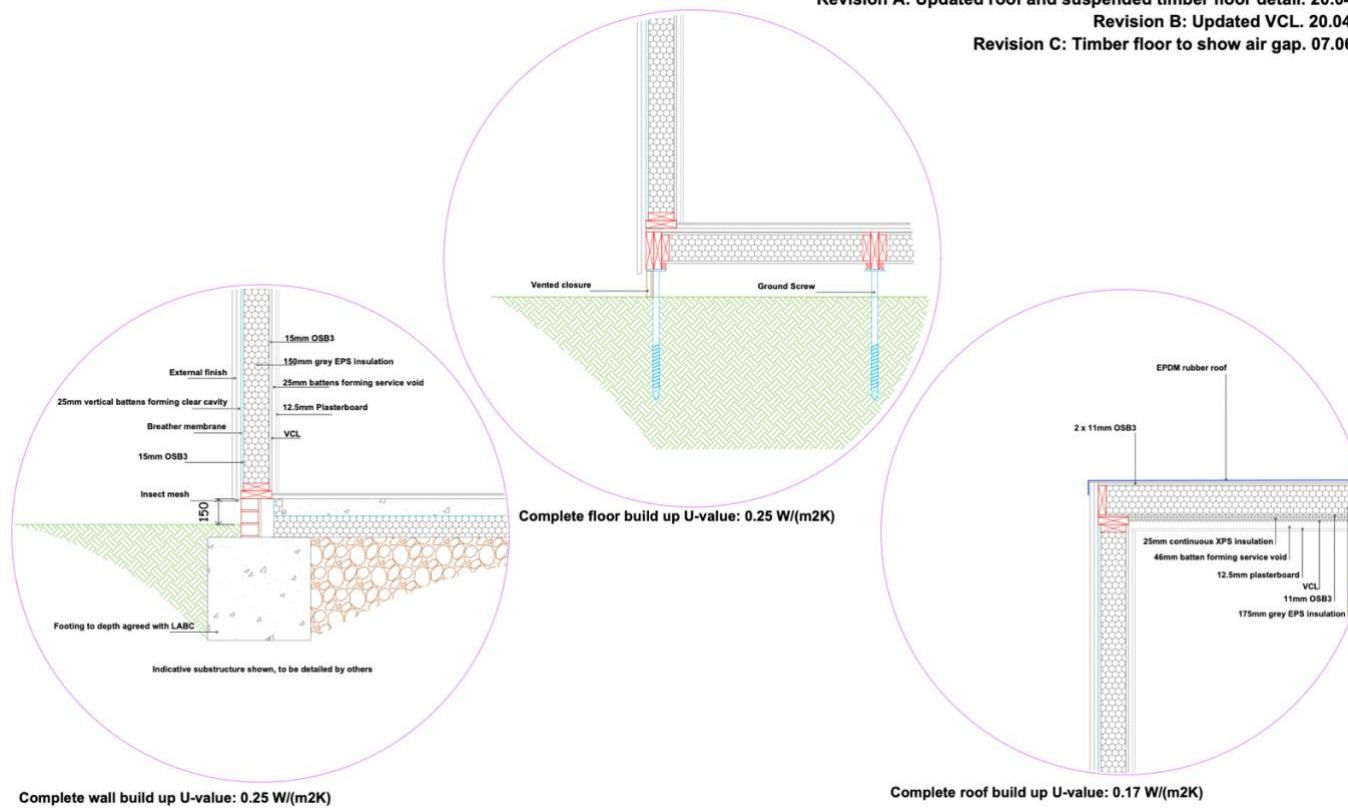 Revision A: Updated roof and suspended timber floor detail. 20.04
Revision B: Updated VCL. 20.04
Revision C: Timber floor to show air gap. 07.06
Vented closure
Ground Screw
Complete floor build up U-value: 0.25 W/(m2K)
15mm OSB3
150mm grey EPS insulation
External finish
25mm battens forming service void
25mm vertical battens forming clear cavity
12.5mm Plasterboard
Breather membrane
VCL
15mm OSB3
Insect mesh
150
Footing to depth agreed with LABC
Indicative substructure shown, to be detailed by others
Complete wall build up U-value: 0.25 W/(m2K)
EPDM rubber roof
2 x 11mm OSB3
25mm continuous XPS insulation
46mm batten forming service void
12.5mm plasterboard
VCL
11mm OSB3
175mm grey EPS insulation
Complete roof build up U-value: 0.17 W/(m2K)